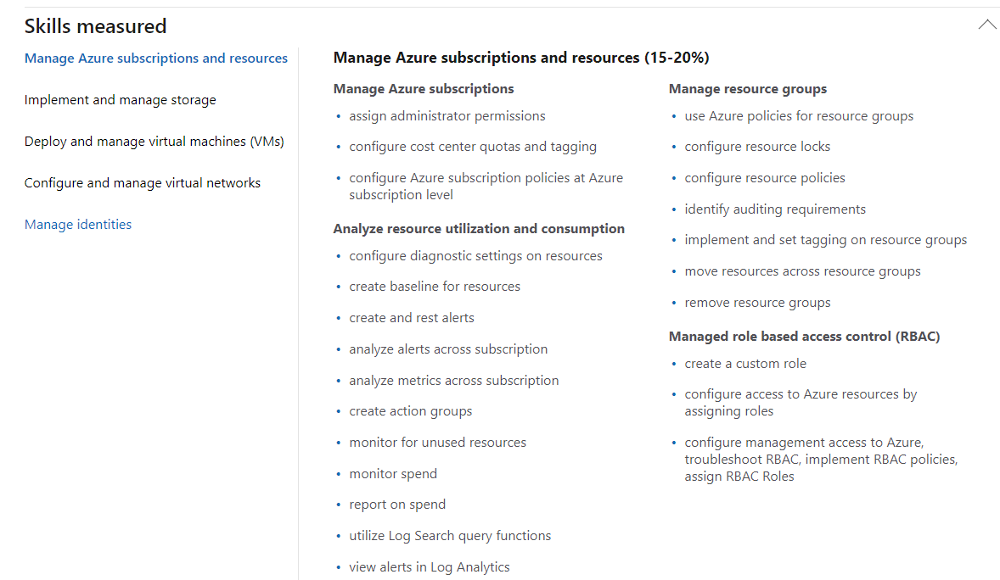 Skills measured
Manage Azure subscriptions and resources
Implement and manage storage
Deploy and manage virtual machines (VMs)
Configure and manage virtual networks
Manage identities
Manage Azure subscriptions and resources (15-20%)
Manage Azure subscriptions
• assign administrator permissions
• configure cost center quotas and tagging
• configure Azure subscription policies at Azure
subscription level
Analyze resource utilization and consumption
• configure diagnostic settings on resources
• create baseline for resources
• create and rest alerts
• analyze alerts across subscription
• analyze metrics across subscription
• create action groups
• monitor for unused resources
• monitor spend
• report on spend
• utilize Log Search query functions
• view alerts in Log Analytics
Manage resource groups
• use Azure policies for resource groups
• configure resource locks
• configure resource policies
• identify auditing requirements
• implement and set tagging on resource groups
• move resources across resource groups
• remove resource groups
Managed role based access control (RBAC)
• create a custom role
• configure access to Azure resources by
assigning roles
• configure management access to Azure,
troubleshoot RBAC, implement RBAC policies,
assign RBAC Roles